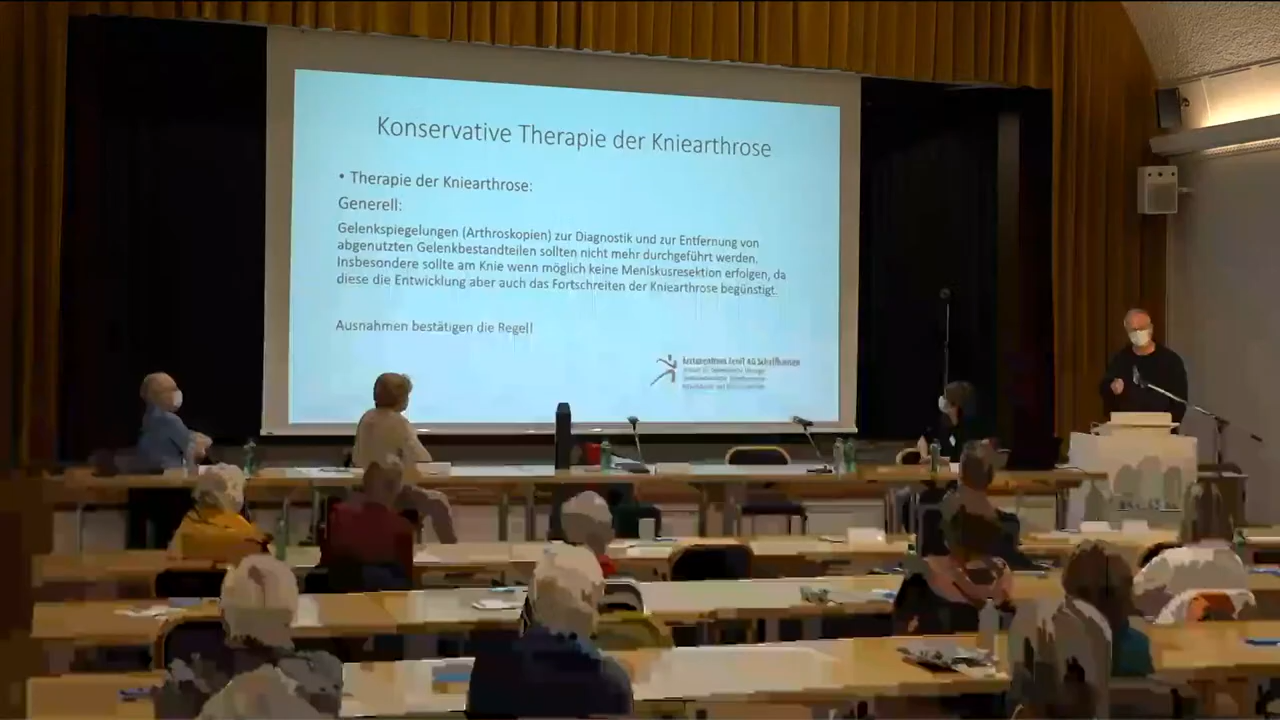 Konservative Therapie der Kniearthrose
• Therapie der Kniearthrose:
Generell:
Gelenkspiegelungen (Arthroskopien) zur Diagnostik und zur Entfernung von
abgenutzten Gelenkbestandteilen sollten nicht mehr durchgeführt werden.
Insbesondere sollte am Knie wenn möglich keine Meniskusresektion erfolgen, da
diese die Entwicklung aber auch das Fortschreiten der Kniearthrose begünstigt.
Ausnahmen bestätigen die Regel!
AG Schaffhausen